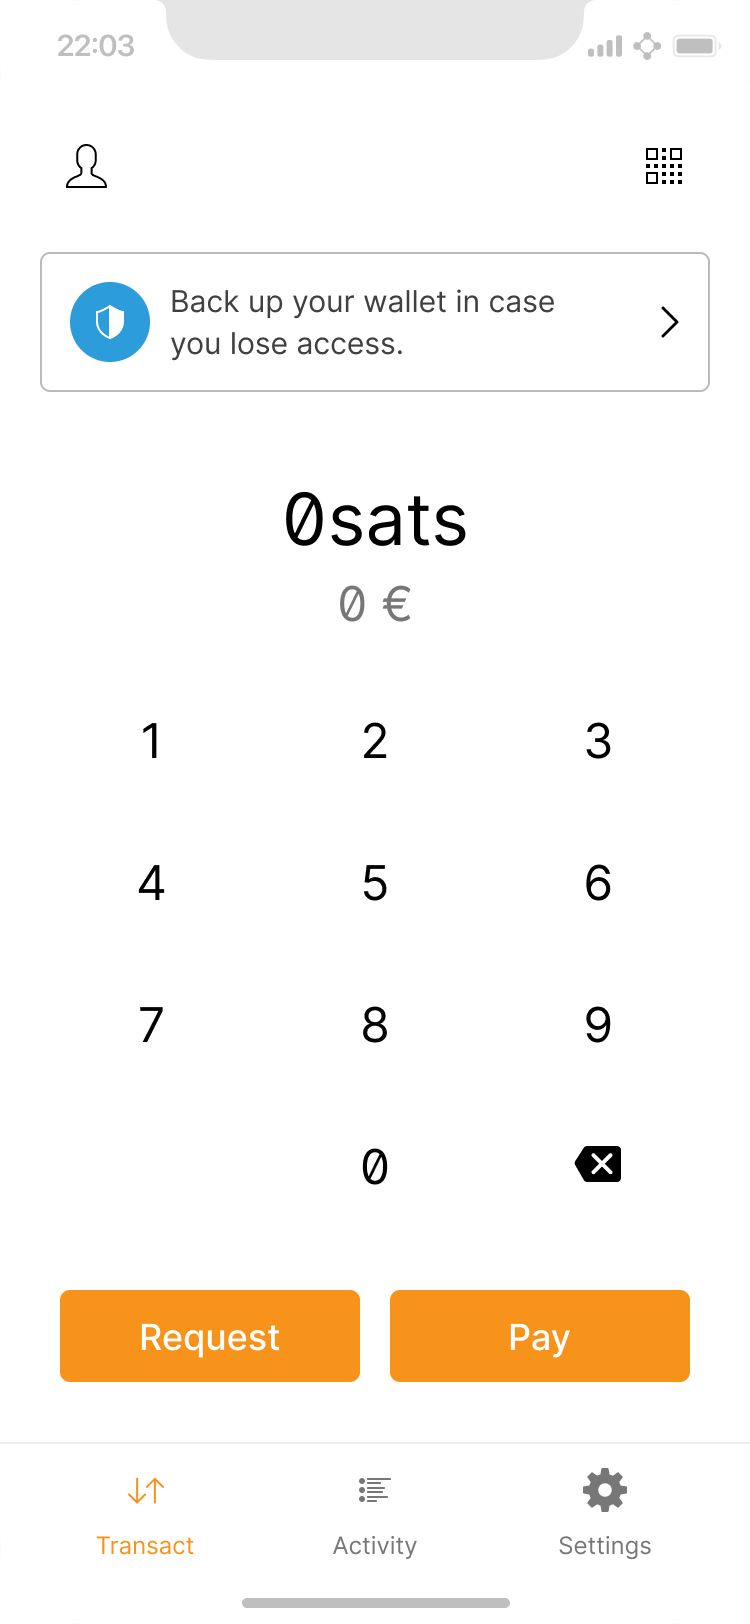 22:03
Back up your wallet in case
you lose access.
0sats
0 €
1 2 3
4 5 6
7 8 9
0
Request Pay
Transact Activity Settings